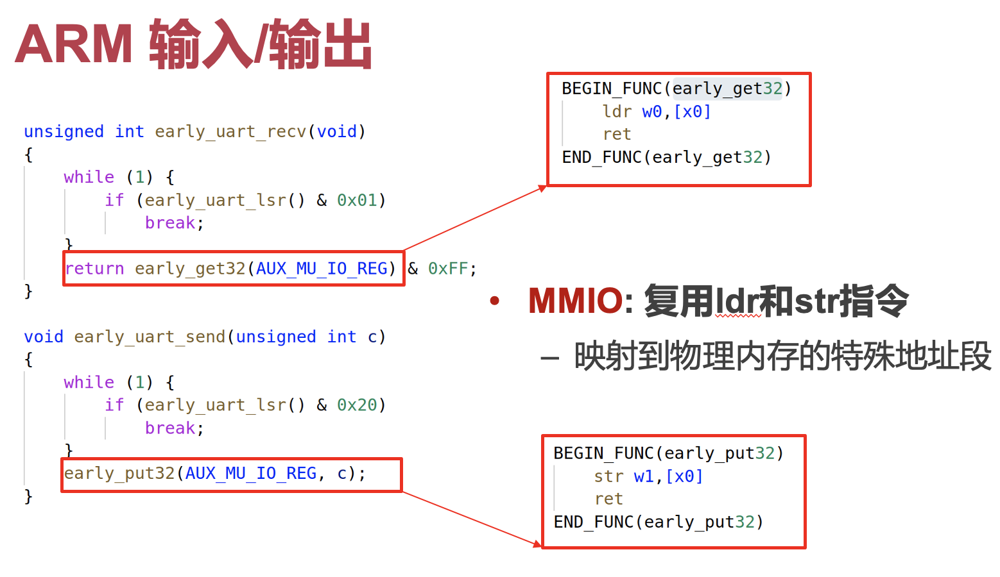 ARM 输入/输出
unsigned int early_uart_recv(void)
{
    while (1) {
        if (early_uart_lsr() & 0x01)
            break;
    }
    return early_get32(AUX_MU_IO_REG) & 0xFF;
}
void early_uart_send(unsigned int c)
{
    while (1) {
        if (early_uart_lsr() & 0x20)
            break;
    }
    early_put32(AUX_MU_IO_REG, c);
}
BEGIN_FUNC(early_get32)
    ldr w0,[x0]
    ret
END_FUNC(early_get32)
• MMIO: 复用ldr和str指令
– 映射到物理内存的特殊地址段
BEGIN_FUNC(early_put32)
    str w1,[x0]
    ret
END_FUNC(early_put32)